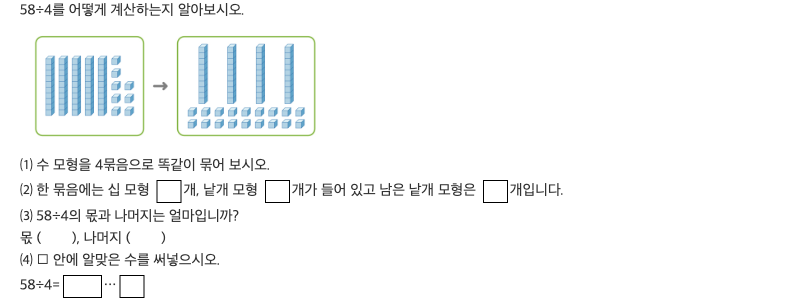 58÷4를 어떻게 계산하는지 알아보시오.
→
(1) 수 모형을 4묶음으로 똑같이 묶어 보시오.
(2) 한 묶음에는 십 모형 □개, 낱개 모형 □개가 들어 있고 남은 낱개 모형은 □개입니다.
(3) 58÷4의 몫과 나머지는 얼마입니까?
몫 (      ), 나머지 (      )
(4) □ 안에 알맞은 수를 써넣으시오.
58÷4=□…□